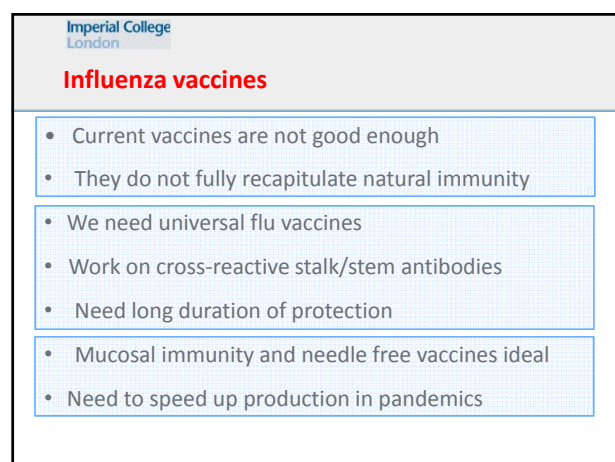 Imperial College
London
Influenza vaccines
• Current vaccines are not good enough
• They do not fully recapitulate natural immunity
• We need universal flu vaccines
• Work on cross-reactive stalk/stem antibodies
• Need long duration of protection
• Mucosal immunity and needle free vaccines ideal
• Need to speed up production in pandemics